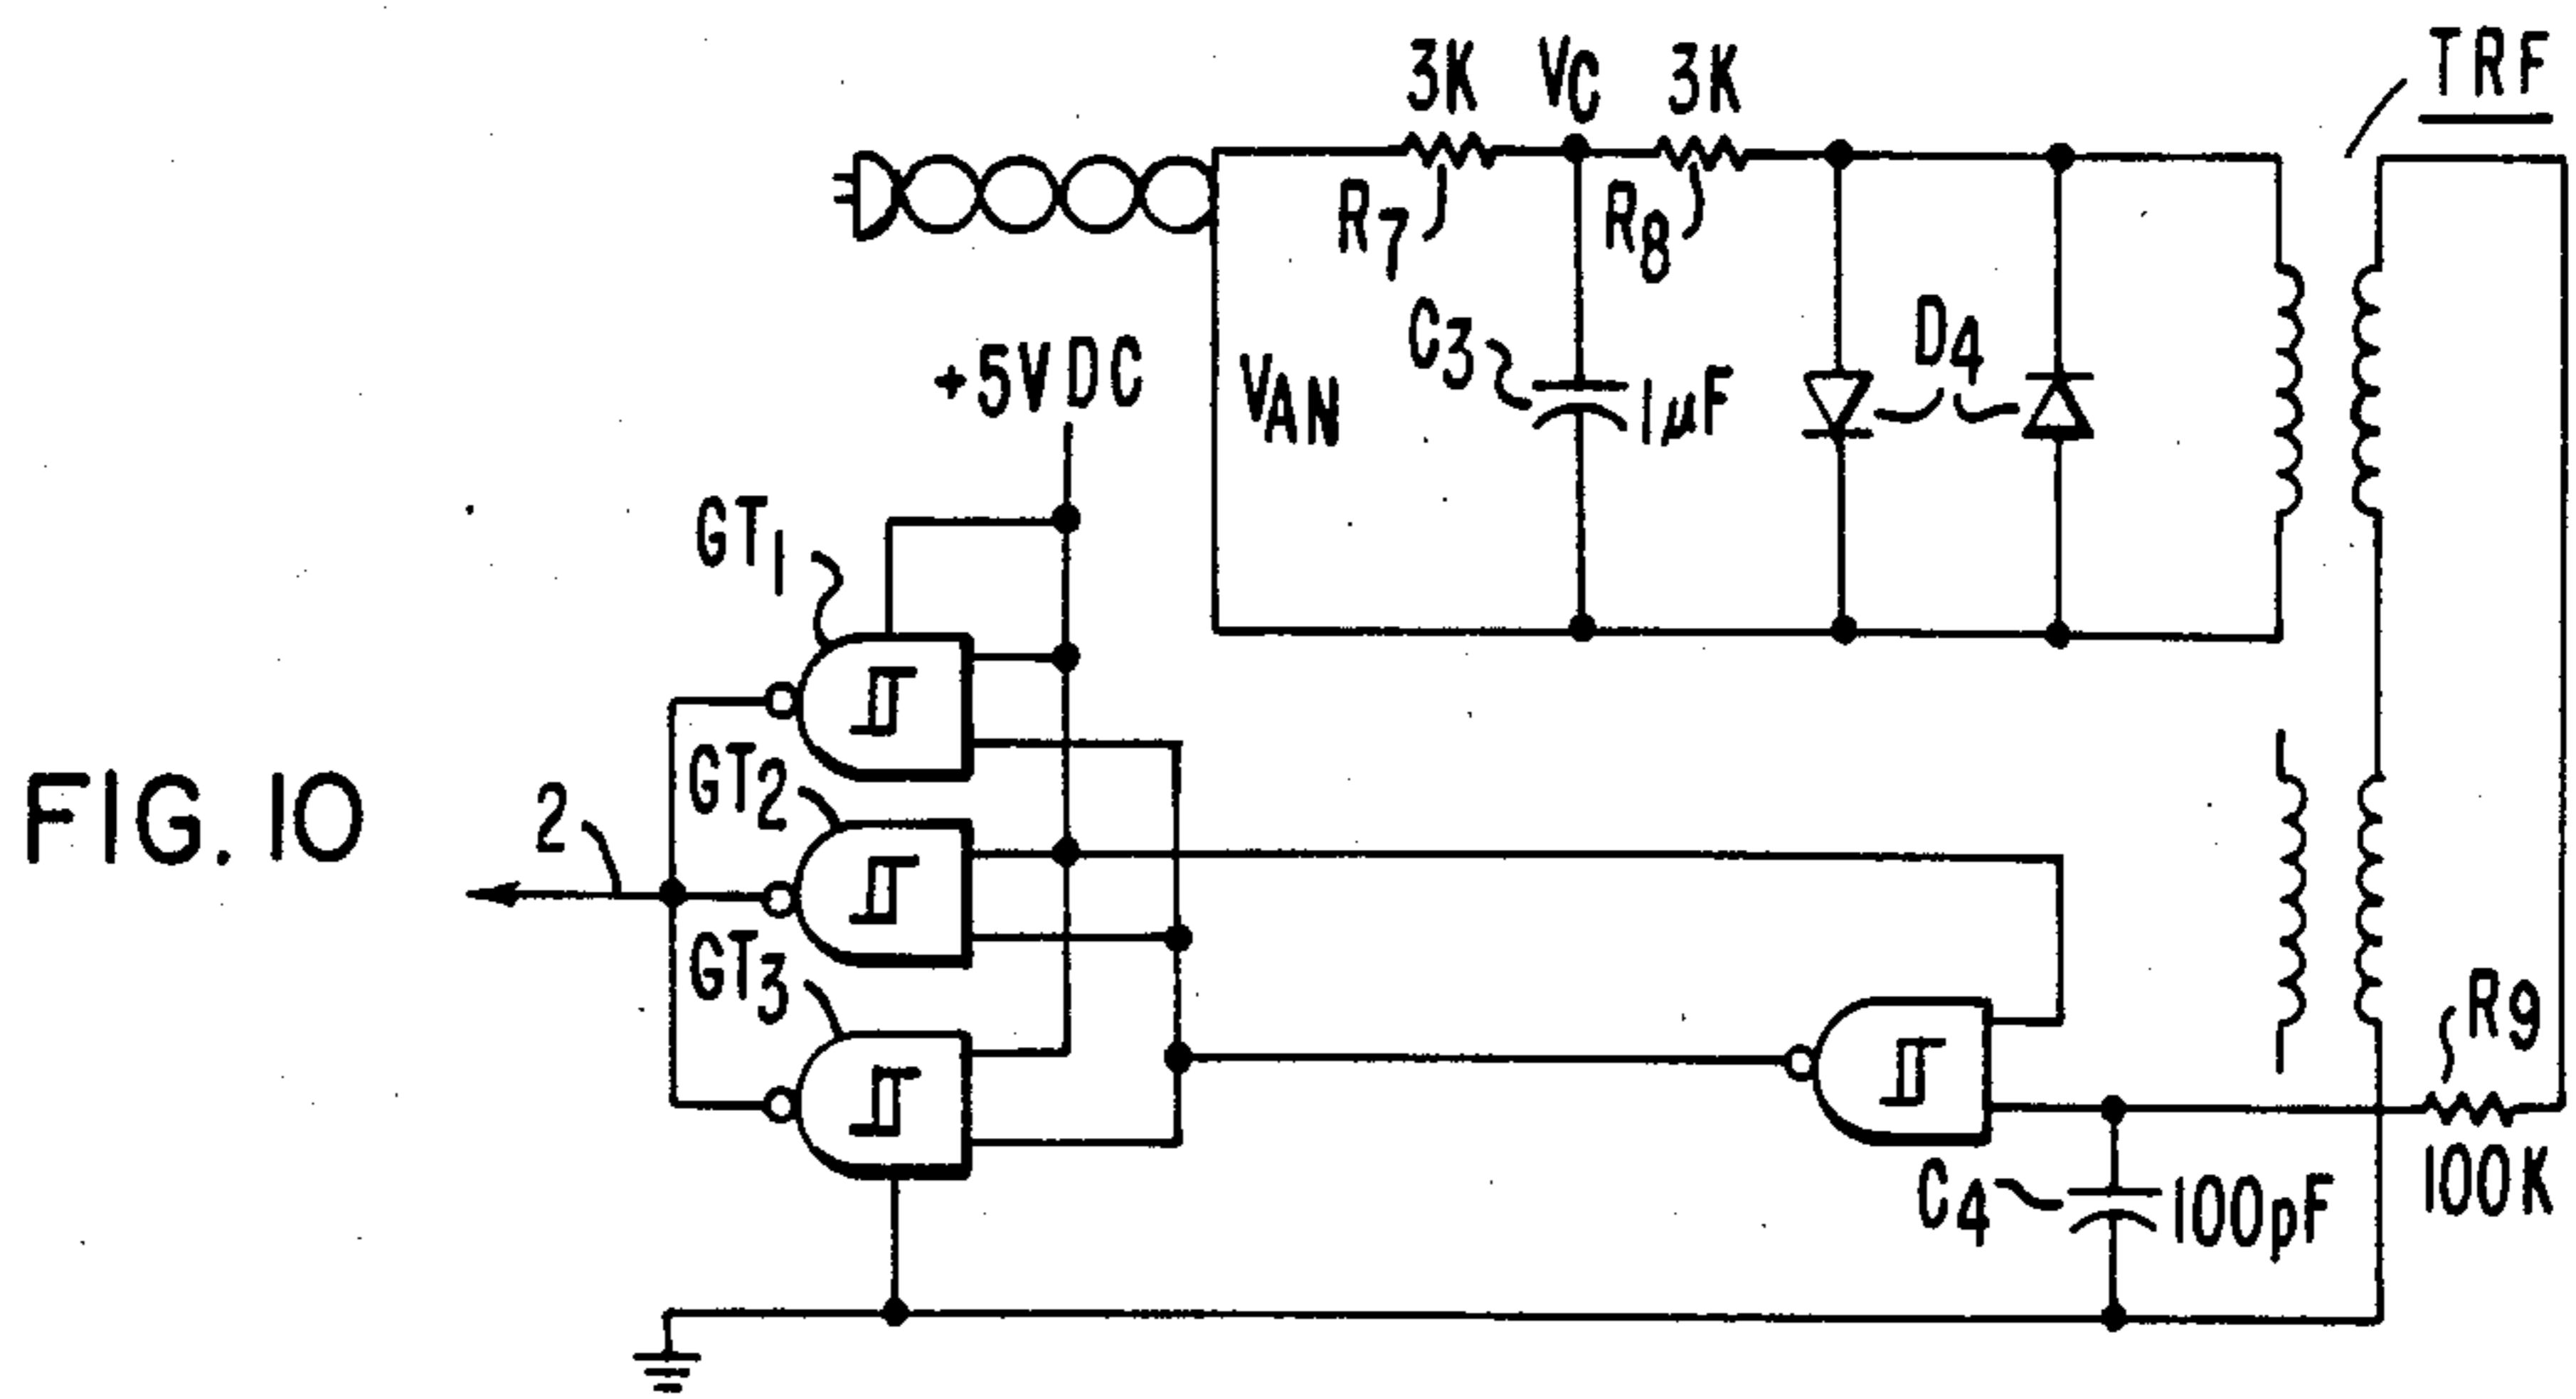 TRF
3K
VC
3K
R7
R8
C3
1µF
D4
VAN
+5VDC
GT1
GT2
GT3
2
FIG. 10
R9
100K
C4
100pF